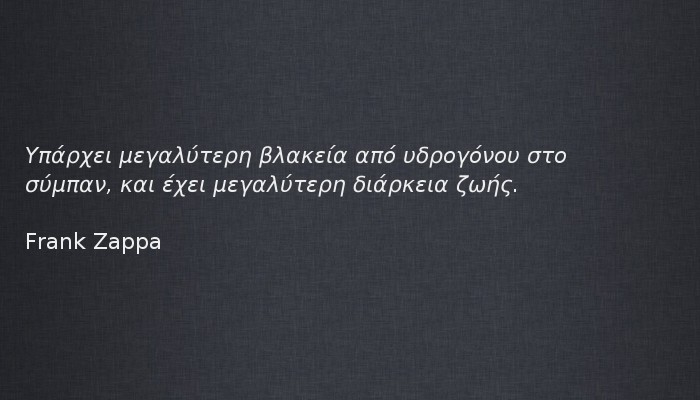 Υπάρχει μεγαλύτερη βλακεία από υδρογόνου στο
σύμπαν, και έχει μεγαλύτερη διάρκεια ζωής.
Frank Zappa